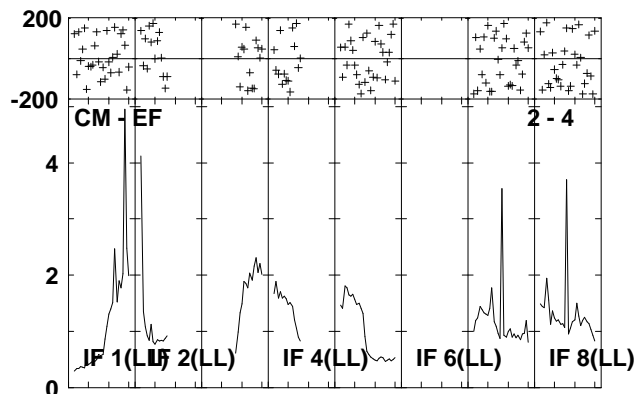 200
-200
CM - EF 2 - 4
4
2
IF 1(LL) IF 2(LL) IF 4(LL) IF 6(LL) IF 8(LL)
0